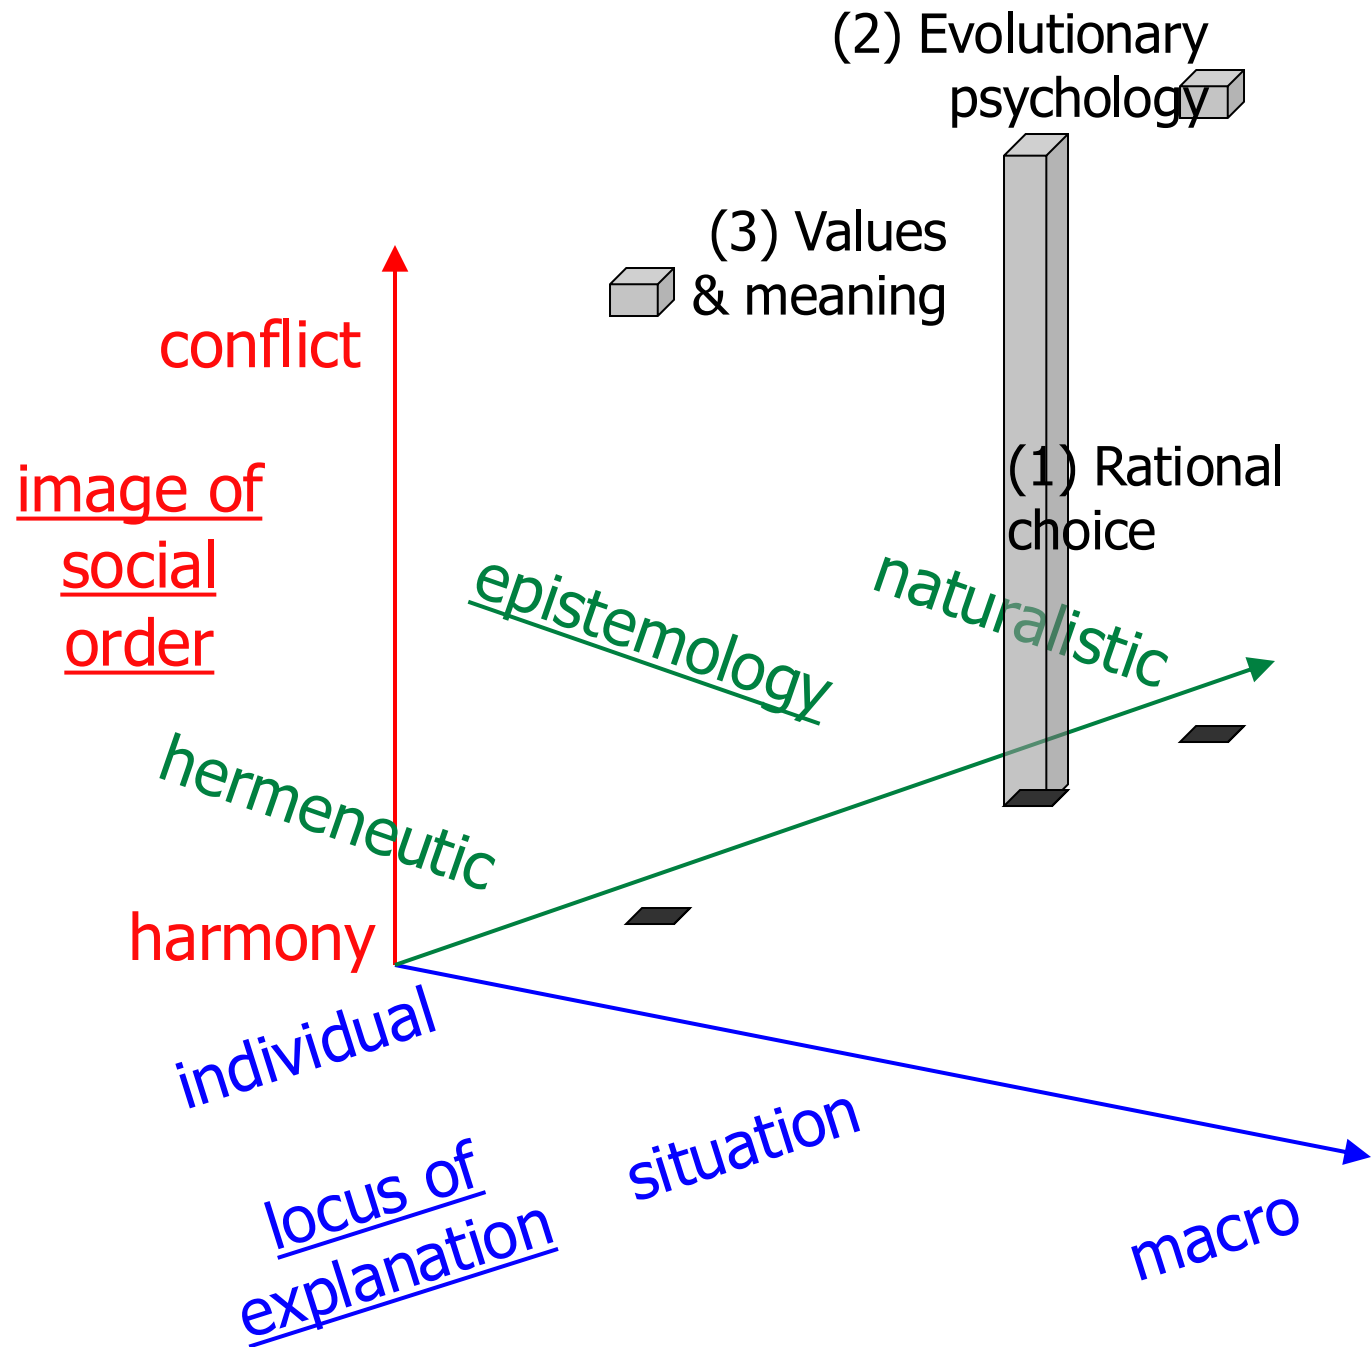 (2) Evolutionary
psychology
(3) Values
& meaning
conflict
(1) Rational
choice
image of
social
order
epistemology
naturalistic
hermeneutic
harmony
individual
situation
locus of
explanation
macro